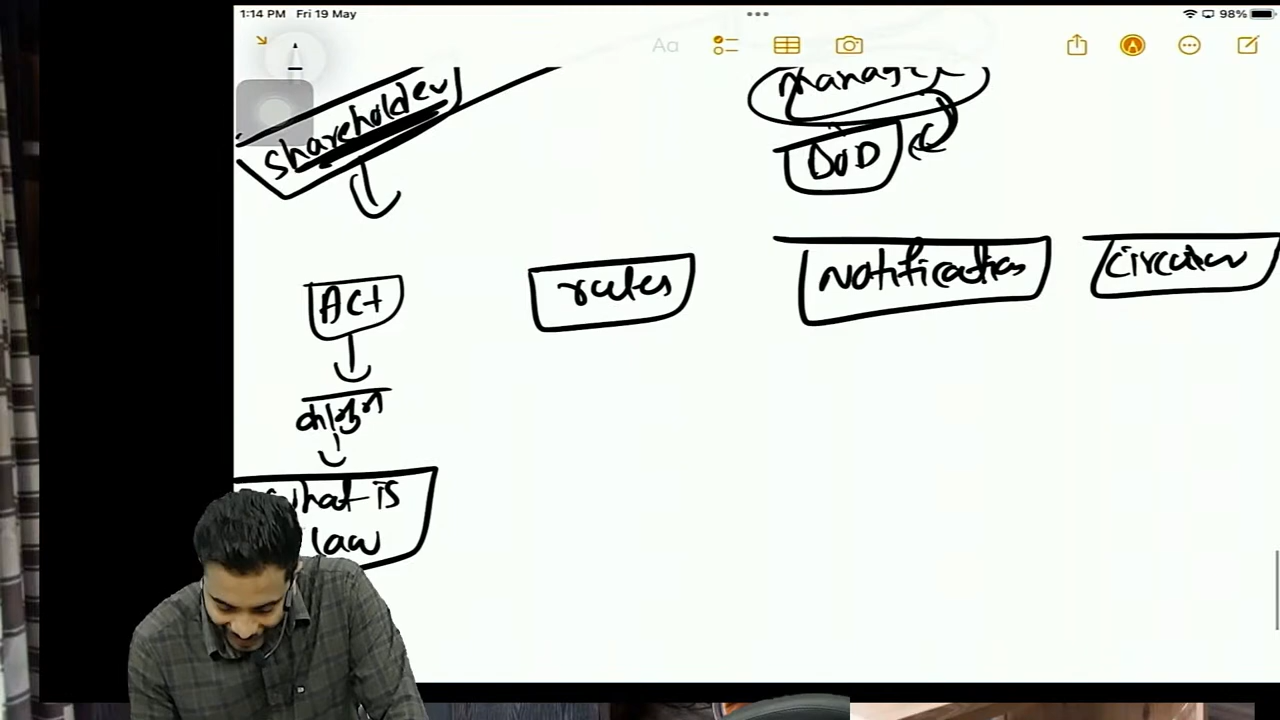 1:14 PM Fri 19 May
98%
Aa
Shareholder
manager
BOD
Act
rules
Notification
circular
what is
law